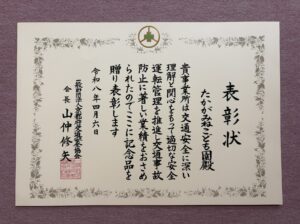 表彰状
たかがみねこども園殿
貴事業所は交通安全に深い
理解と関心をもって適切な安全
運転管理を推進し交通事故
防止に著しい業績をおさめ
られたのでここに記念品を
贈り表彰します
令和八年四月六日
会長 山仲修矢